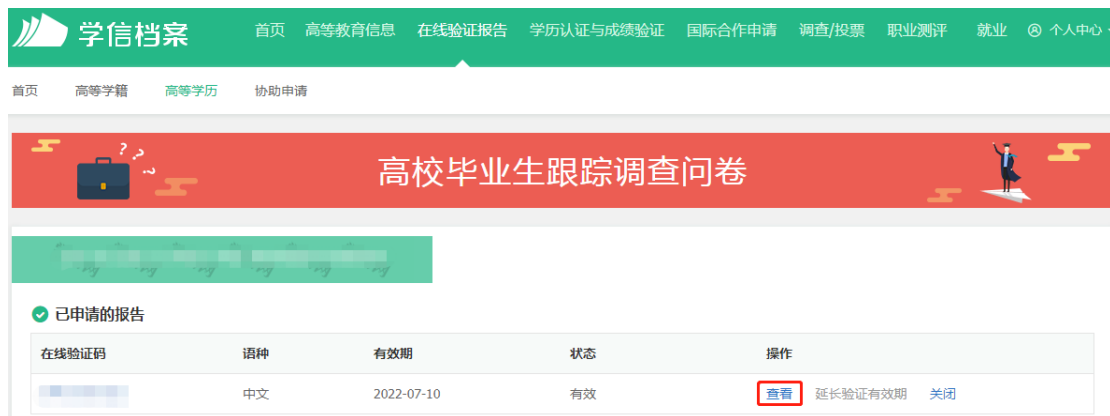 学信档案 首页 高等教育信息 在线验证报告 学历认证与成绩验证 国际合作申请 调查/投票 职业测评 就业 个人中心
首页 高等学籍 高等学历 协助申请
? ? ?
高校毕业生跟踪调查问卷
已申请的报告
在线验证码 语种 有效期 状态 操作
中文 2022-07-10 有效 查看 延长验证有效期 关闭